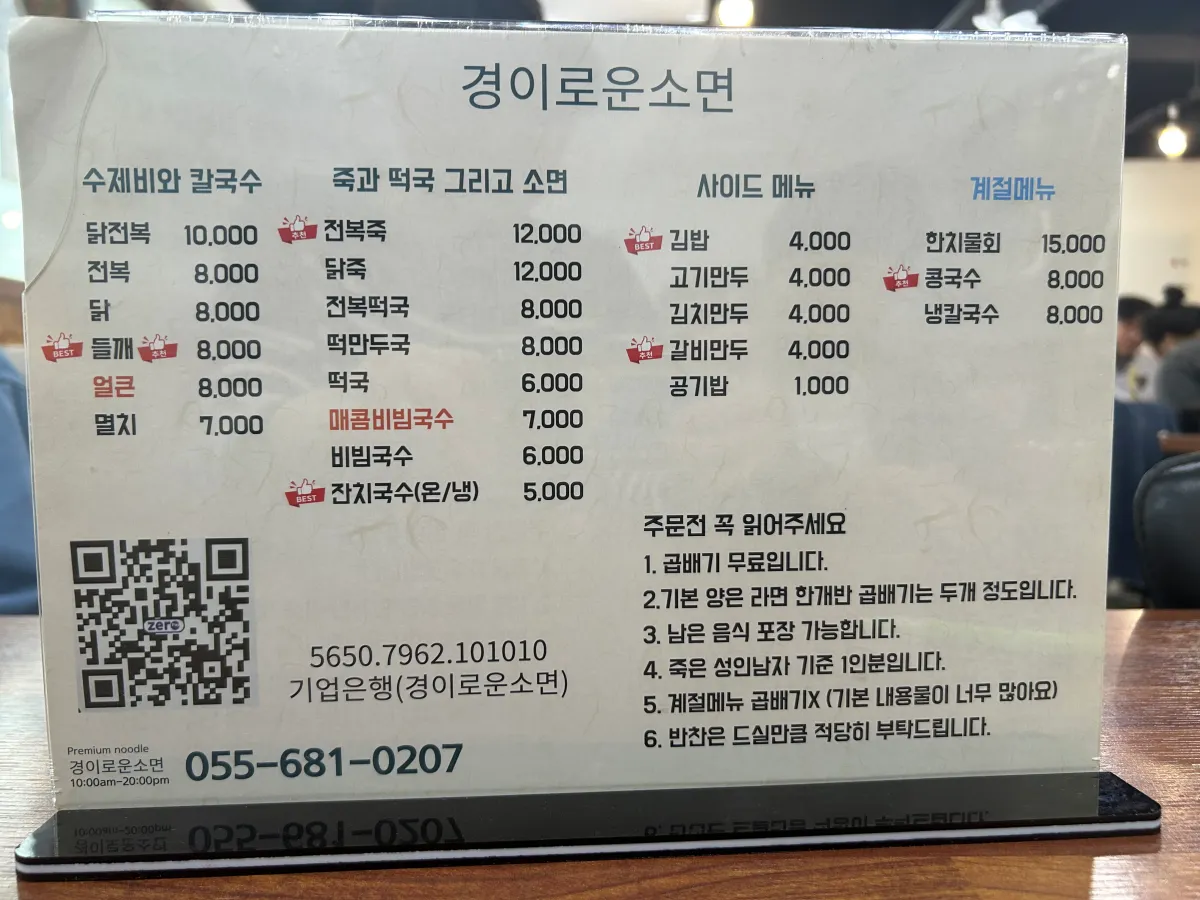 경이로운소면
수제비와 칼국수
닭전복 10,000
전복 8,000
닭 8,000
BEST 들깨 추천 8,000
얼큰 8,000
멸치 7,000
죽과 떡국 그리고 소면
추천 전복죽 12,000
닭죽 12,000
전복떡국 8,000
떡만두국 8,000
떡국 6,000
매콤비빔국수 7,000
비빔국수 6,000
BEST 잔치국수(온/냉) 5,000
사이드 메뉴
BEST 김밥 4,000
고기만두 4,000
김치만두 4,000
추천 갈비만두 4,000
공기밥 1,000
계절메뉴
한치물회 15,000
추천 콩국수 8,000
냉칼국수 8,000
주문전 꼭 읽어주세요
1. 곱배기 무료입니다.
2.기본 양은 라면 한개반 곱배기는 두개 정도입니다.
3. 남은 음식 포장 가능합니다.
4. 죽은 성인남자 기준 1인분입니다.
5. 계절메뉴 곱배기X (기본 내용물이 너무 많아요)
6. 반찬은 드실만큼 적당히 부탁드립니다.
zero
5650.7962.101010
기업은행(경이로운소면)
Premium noodle
경이로운소면
10:00am~20:00pm
055-681-0207